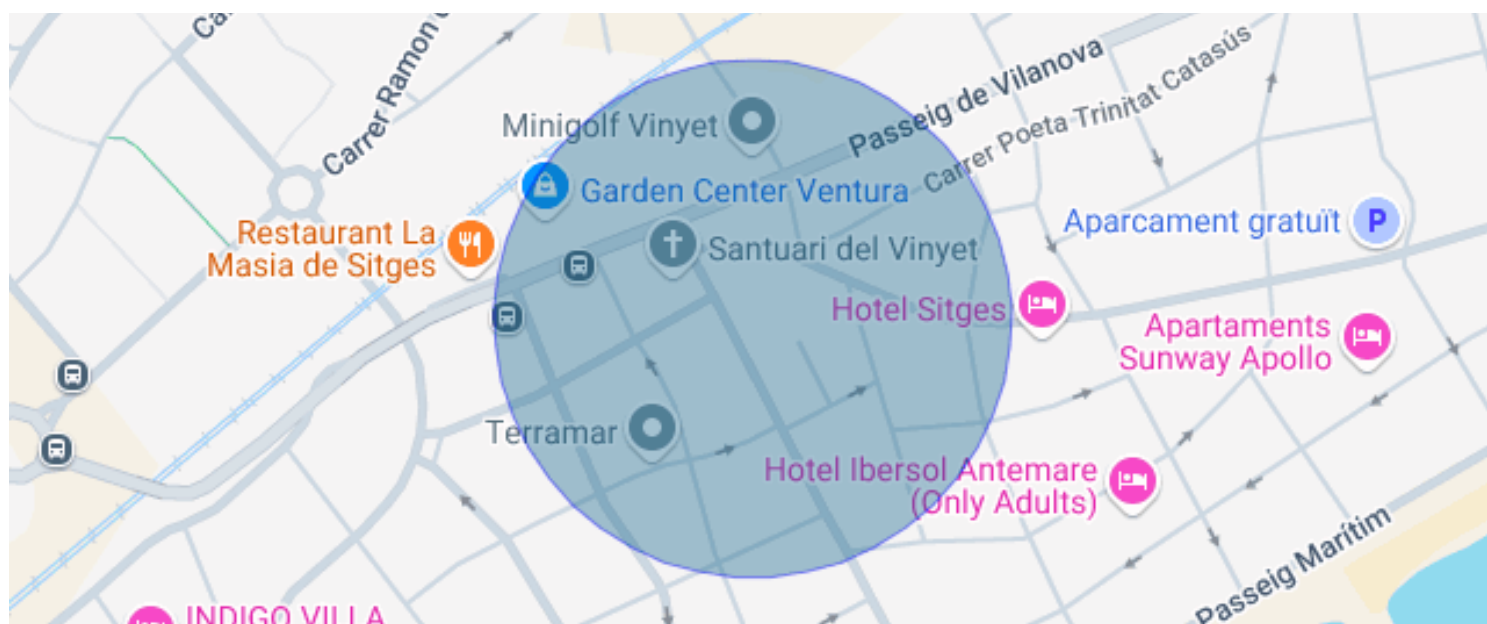 Ca
Carrer Ramon
Carrer Poeta Trinitat Catasús
Passeig de Vilanova
Minigolf Vinyet
Garden Center Ventura
Restaurant La
Masia de Sitges
Santuari del Vinyet
Aparcament gratuït
P
Hotel Sitges
Apartaments
Sunway Apollo
Terramar
Hotel Ibersol Antemare
(Only Adults)
Passeig Marítim
INDIGO VILLA